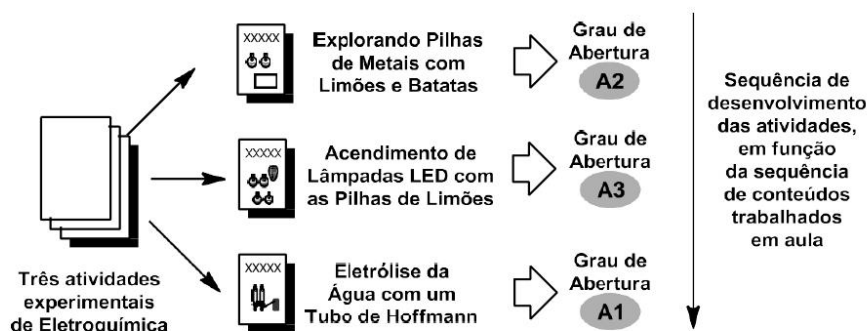 XXXXX
Explorando Pilhas
de Metais com
Limões e Batatas
Grau de
Abertura
A2
XXXXX
Acendimento de
Lâmpadas LED com
as Pilhas de Limões
Grau de
Abertura
A3
XXXXX
Eletrólise da
Água com um
Tubo de Hoffmann
Grau de
Abertura
A1
Três atividades
experimentais
de Eletroquímica
Sequência de
desenvolvimento
das atividades,
em função
da sequência
de conteúdos
trabalhados
em aula